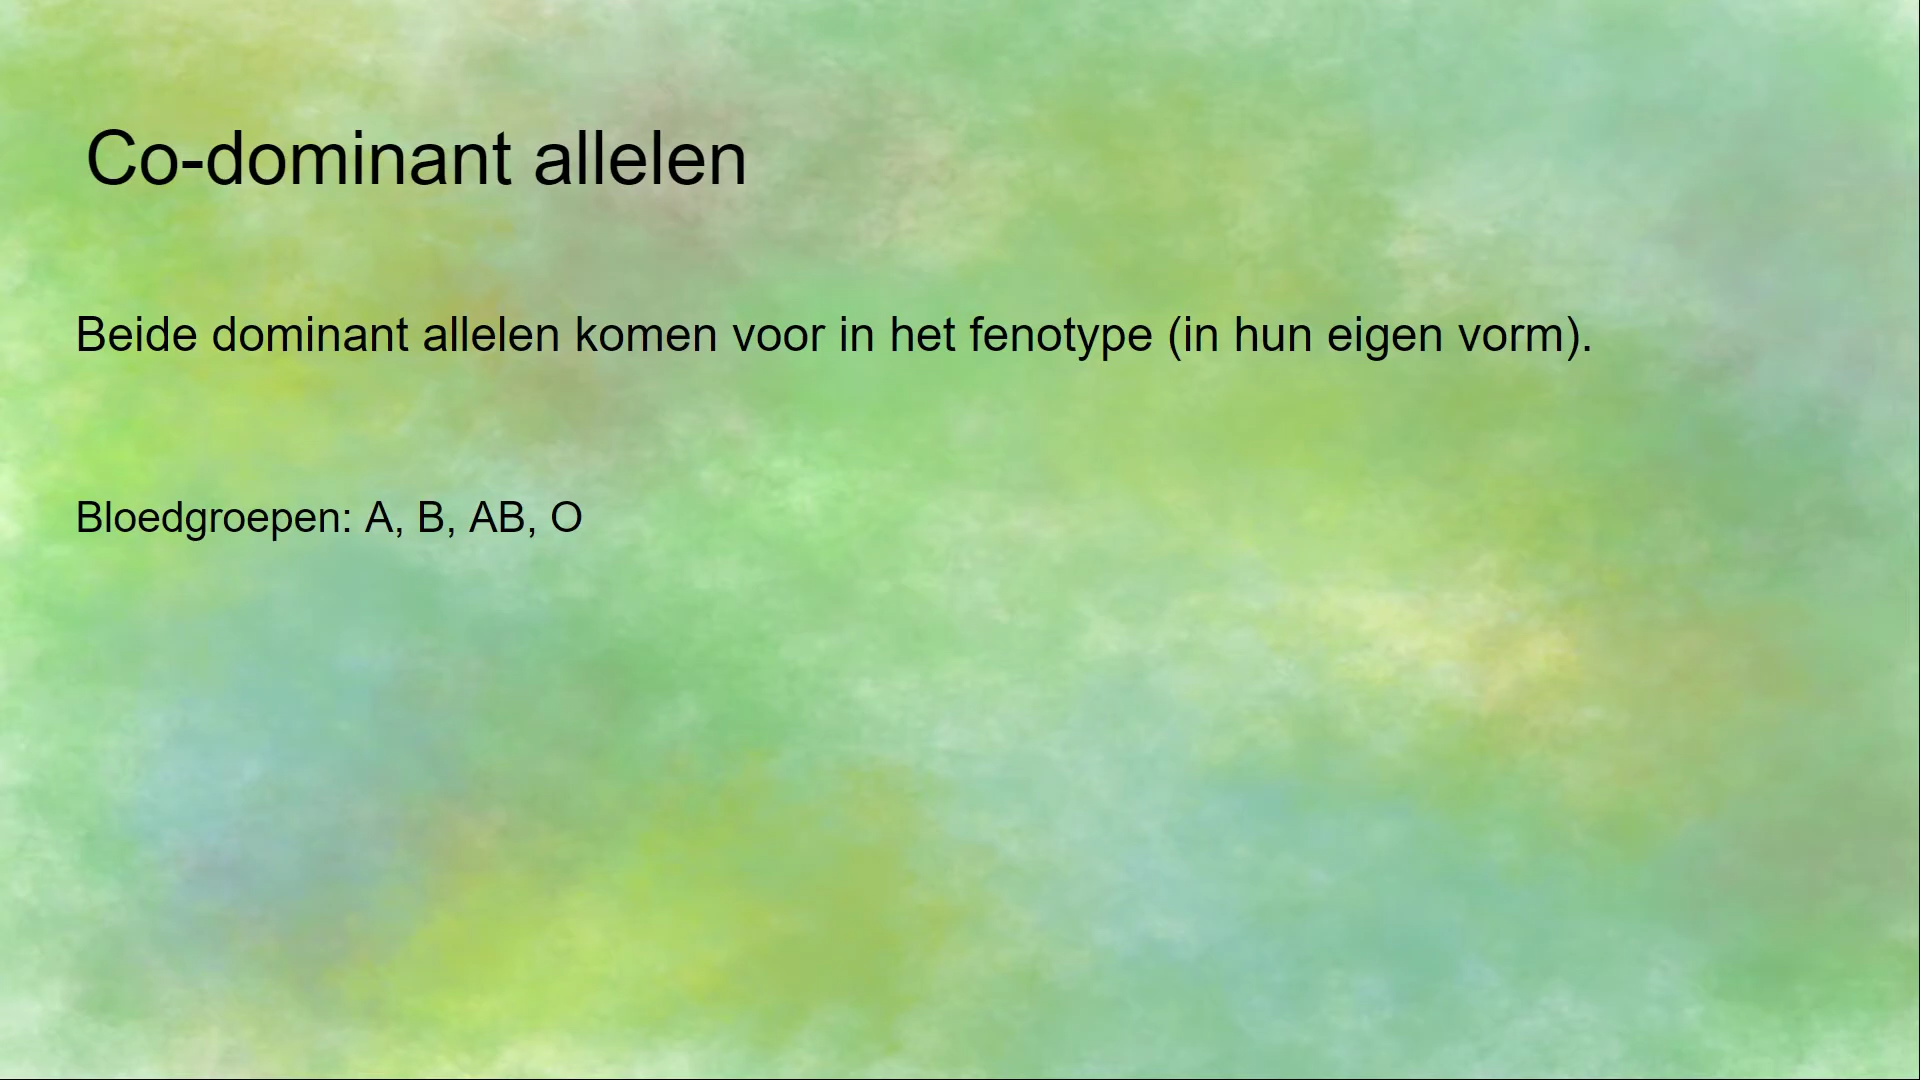 Co-dominant allelen
Beide dominant allelen komen voor in het fenotype (in hun eigen vorm).
Bloedgroepen: A, B, AB, O